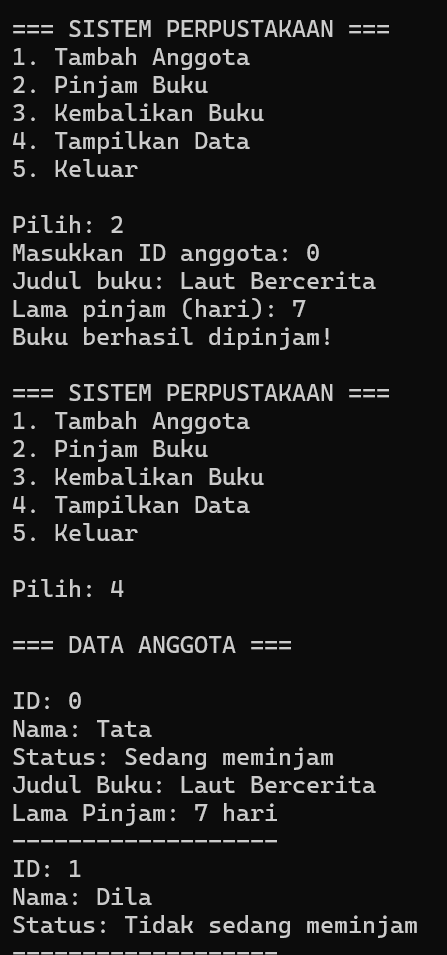 === SISTEM PERPUSTAKAAN ===
1. Tambah Anggota
2. Pinjam Buku
3. Kembalikan Buku
4. Tampilkan Data
5. Keluar
Pilih: 2
Masukkan ID anggota: 0
Judul buku: Laut Bercerita
Lama pinjam (hari): 7
Buku berhasil dipinjam!
=== SISTEM PERPUSTAKAAN ===
1. Tambah Anggota
2. Pinjam Buku
3. Kembalikan Buku
4. Tampilkan Data
5. Keluar
Pilih: 4
=== DATA ANGGOTA ===
ID: 0
Nama: Tata
Status: Sedang meminjam
Judul Buku: Laut Bercerita
Lama Pinjam: 7 hari
-------------------
ID: 1
Nama: Dila
Status: Tidak sedang meminjam
-------------------